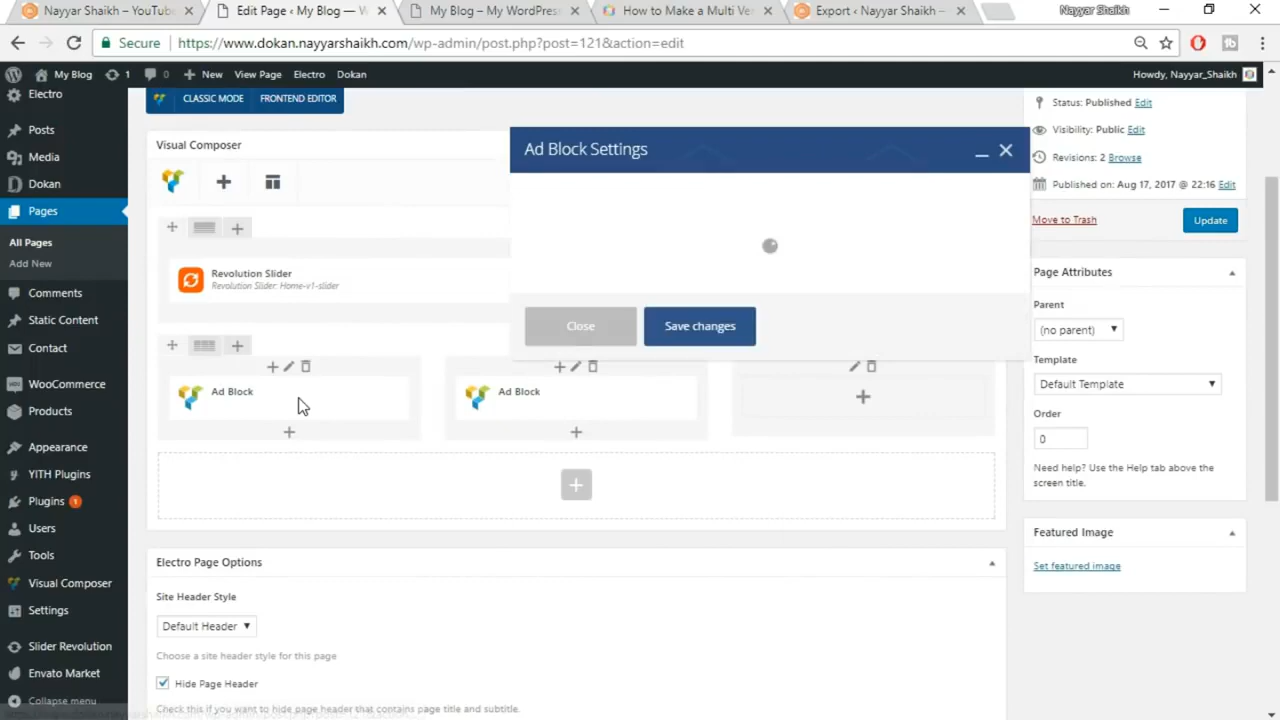 Nayyar Shaikh – YouTube
Edit Page ‹ My Blog — W
My Blog – My WordPress
How to Make a Multi Ve
Export ‹ Nayyar Shaikh —
Nayyar Shaikh
Secure
https://www.dokan.nayyarshaikh.com/wp-admin/post.php?post=121&action=edit
My Blog
1
0
New
View Page
Electro
Dokan
Howdy, Nayyar_Shaikh
Electro
Posts
Media
Dokan
Pages
All Pages
Add New
Comments
Static Content
Contact
WooCommerce
Products
Appearance
YITH Plugins
Plugins 1
Users
Tools
Visual Composer
Settings
Slider Revolution
Envato Market
Collapse menu
CLASSIC MODE
FRONTEND EDITOR
Visual Composer
Revolution Slider
Revolution Slider: Home-v1-slider
Ad Block
Ad Block
Ad Block Settings
Close
Save changes
Electro Page Options
Site Header Style
Default Header
Choose a site header style for this page
Hide Page Header
Check this if you want to hide page header that contains page title and subtitle.
Status: Published Edit
Visibility: Public Edit
Revisions: 2 Browse
Published on: Aug 17, 2017 @ 22:16 Edit
Move to Trash
Update
Page Attributes
Parent
(no parent)
Template
Default Template
Order
0
Need help? Use the Help tab above the
screen title.
Featured Image
Set featured image